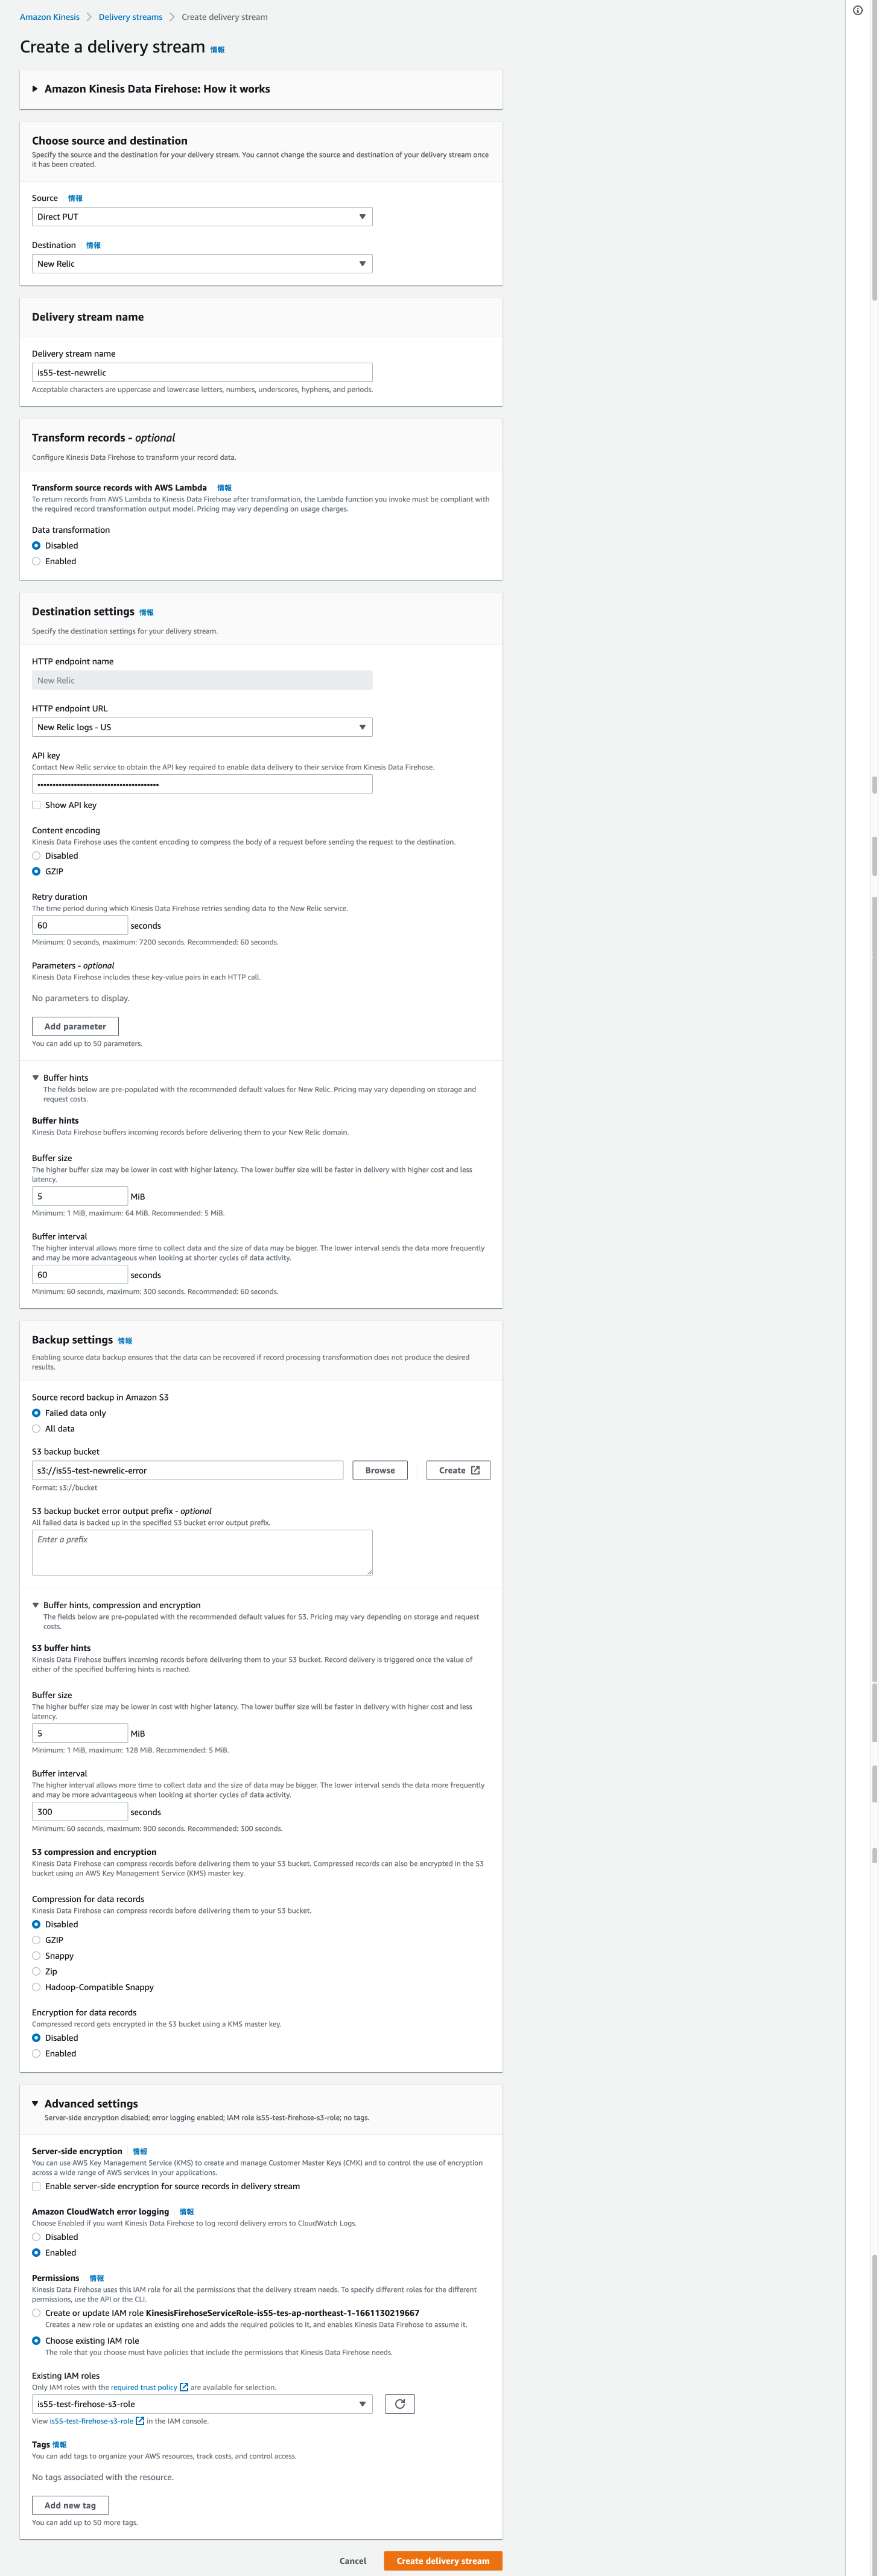 Amazon Kinesis > Delivery streams > Create delivery stream
Create a delivery stream 情報
Amazon Kinesis Data Firehose: How it works
Choose source and destination
Specify the source and the destination for your delivery stream. You cannot change the source and destination of your delivery stream once
it has been created.
Source 情報
Direct PUT
Destination 情報
New Relic
Delivery stream name
Delivery stream name
is55-test-newrelic
Acceptable characters are uppercase and lowercase letters, numbers, underscores, hyphens, and periods.
Transform records - optional
Configure Kinesis Data Firehose to transform your record data.
Transform source records with AWS Lambda 情報
To return records from AWS Lambda to Kinesis Data Firehose after transformation, the Lambda function you invoke must be compliant with
the required record transformation output model. Pricing may vary depending on usage charges.
Data transformation
Disabled
Enabled
Destination settings 情報
Specify the destination settings for your delivery stream.
HTTP endpoint name
New Relic
HTTP endpoint URL
New Relic logs - US
API key
Contact New Relic service to obtain the API key required to enable data delivery to their service from Kinesis Data Firehose.
Show API key
Content encoding
Kinesis Data Firehose uses the content encoding to compress the body of a request before sending the request to the destination.
Disabled
GZIP
Retry duration
The time period during which Kinesis Data Firehose retries sending data to the New Relic service.
60 seconds
Minimum: 0 seconds, maximum: 7200 seconds. Recommended: 60 seconds.
Parameters - optional
Kinesis Data Firehose includes these key-value pairs in each HTTP call.
No parameters to display.
Add parameter
You can add up to 50 parameters.
Buffer hints
The fields below are pre-populated with the recommended default values for New Relic. Pricing may vary depending on storage and
request costs.
Buffer hints
Kinesis Data Firehose buffers incoming records before delivering them to your New Relic domain.
Buffer size
The higher buffer size may be lower in cost with higher latency. The lower buffer size will be faster in delivery with higher cost and less
latency.
5 MiB
Minimum: 1 MiB, maximum: 64 MiB. Recommended: 5 MiB.
Buffer interval
The higher interval allows more time to collect data and the size of data may be bigger. The lower interval sends the data more frequently
and may be more advantageous when looking at shorter cycles of data activity.
60 seconds
Minimum: 60 seconds, maximum: 300 seconds. Recommended: 60 seconds.
Backup settings 情報
Enabling source data backup ensures that the data can be recovered if record processing transformation does not produce the desired
results.
Source record backup in Amazon S3
Failed data only
All data
S3 backup bucket
s3://is55-test-newrelic-error Browse Create
Format: s3://bucket
S3 backup bucket error output prefix - optional
All failed data is backed up in the specified S3 bucket error output prefix.
Enter a prefix
Buffer hints, compression and encryption
The fields below are pre-populated with the recommended default values for S3. Pricing may vary depending on storage and request
costs.
S3 buffer hints
Kinesis Data Firehose buffers incoming records before delivering them to your S3 bucket. Record delivery is triggered once the value of
either of the specified buffering hints is reached.
Buffer size
The higher buffer size may be lower in cost with higher latency. The lower buffer size will be faster in delivery with higher cost and less
latency.
5 MiB
Minimum: 1 MiB, maximum: 128 MiB. Recommended: 5 MiB.
Buffer interval
The higher interval allows more time to collect data and the size of data may be bigger. The lower interval sends the data more frequently
and may be more advantageous when looking at shorter cycles of data activity.
300 seconds
Minimum: 60 seconds, maximum: 900 seconds. Recommended: 300 seconds.
S3 compression and encryption
Kinesis Data Firehose can compress records before delivering them to your S3 bucket. Compressed records can also be encrypted in the S3
bucket using an AWS Key Management Service (KMS) master key.
Compression for data records
Kinesis Data Firehose can compress records before delivering them to your S3 bucket.
Disabled
GZIP
Snappy
Zip
Hadoop-Compatible Snappy
Encryption for data records
Compressed record gets encrypted in the S3 bucket using a KMS master key.
Disabled
Enabled
Advanced settings
Server-side encryption disabled; error logging enabled; IAM role is55-test-firehose-s3-role; no tags.
Server-side encryption 情報
You can use AWS Key Management Service (KMS) to create and manage Customer Master Keys (CMK) and to control the use of encryption
across a wide range of AWS services in your applications.
Enable server-side encryption for source records in delivery stream
Amazon CloudWatch error logging 情報
Choose Enabled if you want Kinesis Data Firehose to log record delivery errors to CloudWatch Logs.
Disabled
Enabled
Permissions 情報
Kinesis Data Firehose uses this IAM role for all the permissions that the delivery stream needs. To specify different roles for the different
permissions, use the API or the CLI.
Create or update IAM role KinesisFirehoseServiceRole-is55-tes-ap-northeast-1-1661130219667
Creates a new role or updates an existing one and adds the required policies to it, and enables Kinesis Data Firehose to assume it.
Choose existing IAM role
The role that you choose must have policies that include the permissions that Kinesis Data Firehose needs.
Existing IAM roles
Only IAM roles with the required trust policy are available for selection.
is55-test-firehose-s3-role
View is55-test-firehose-s3-role in the IAM console.
Tags 情報
You can add tags to organize your AWS resources, track costs, and control access.
No tags associated with the resource.
Add new tag
You can add up to 50 more tags.
Cancel Create delivery stream